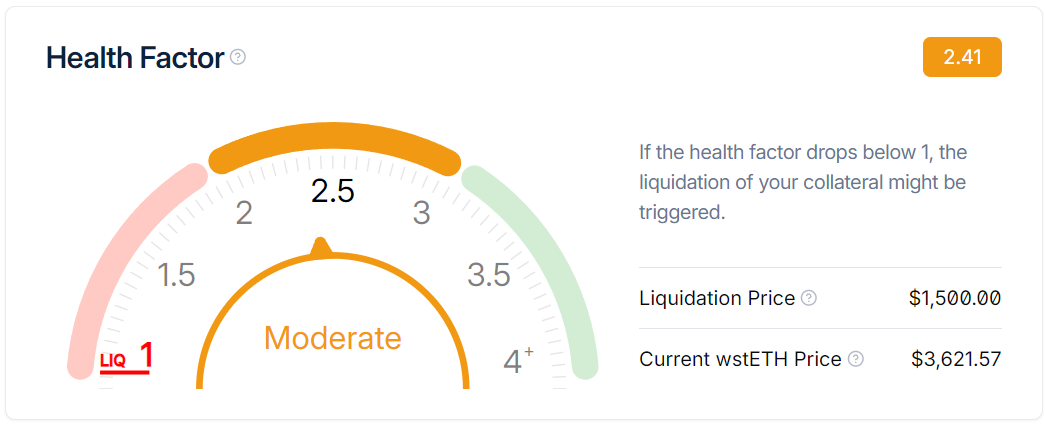 Health Factor
2.41
2.5
2
3
1.5
3.5
LIQ 1
4+
Moderate
If the health factor drops below 1, the
liquidation of your collateral might be
triggered.
Liquidation Price $1,500.00
Current wstETH Price $3,621.57